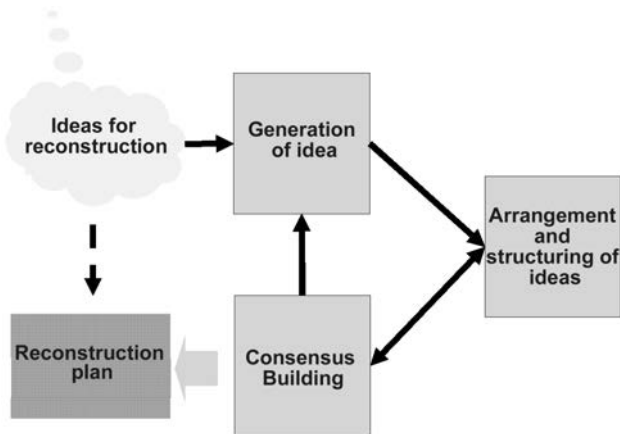 Ideas for
reconstruction
Generation
of idea
Arrangement
and
structuring of
ideas
Reconstruction
plan
Consensus
Building